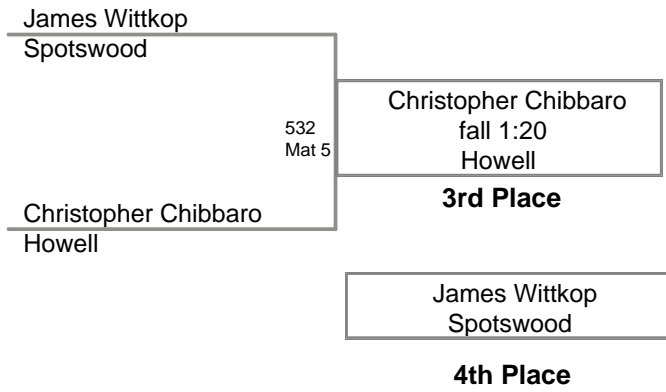 James Wittkop
Spotswood
Christopher Chibbaro
fall 1:20
Howell
532
Mat 5
3rd Place
Christopher Chibbaro
Howell
James Wittkop
Spotswood
4th Place